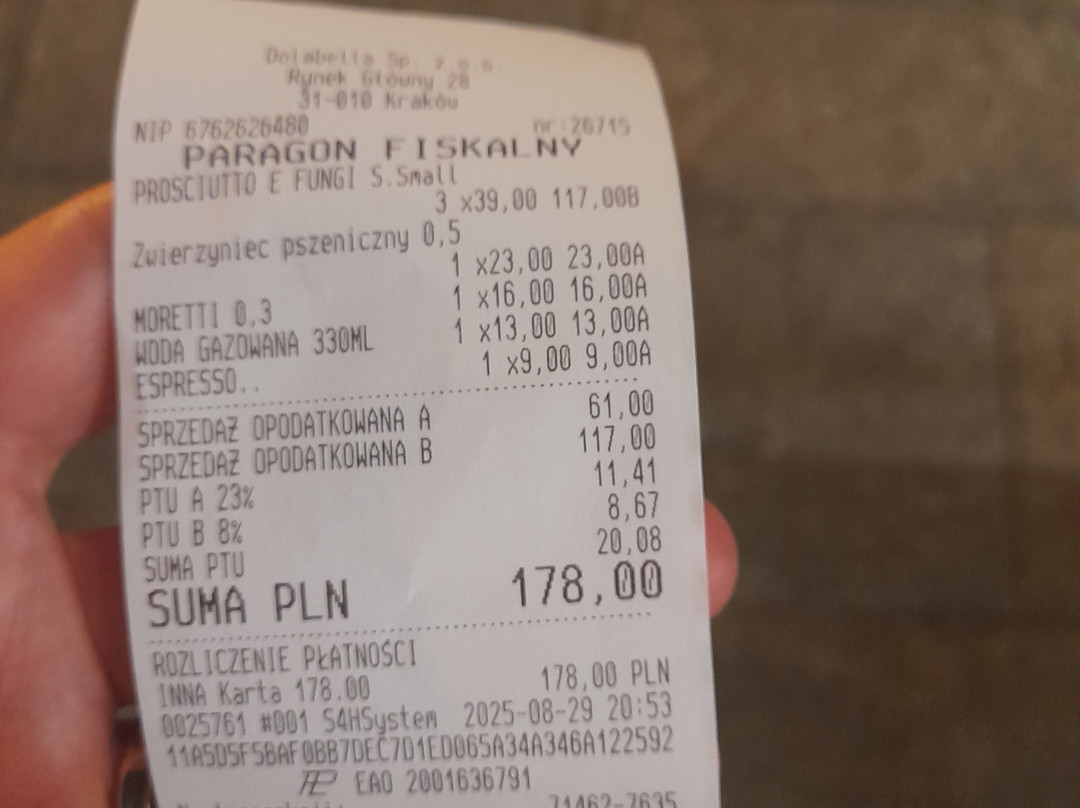 Dolabella Sp. z o.o.
Rynek Główny 28
31-010 Kraków
NIP 6762626480 nr:26715
PARAGON FISKALNY
PROSCIUTTO E FUNGI S.Small
3 x39,00 117,00B
Zwierzyniec pszeniczny 0,5
1 x23,00 23,00A
MORETTI 0,3 1 x16,00 16,00A
WODA GAZOWANA 330ML 1 x13,00 13,00A
ESPRESSO.. 1 x9,00 9,00A
SPRZEDAŻ OPODATKOWANA A 61,00
SPRZEDAŻ OPODATKOWANA B 117,00
PTU A 23% 11,41
PTU B 8% 8,67
SUMA PTU 20,08
SUMA PLN 178,00
ROZLICZENIE PŁATNOŚCI
INNA Karta 178.00 178,00 PLN
0025761 #001 S4HSystem 2025-08-29 20:53
11A5D5F5BAF0BB7DEC7D1ED065A34A346A122592
EAO 2001636791
71462-7635